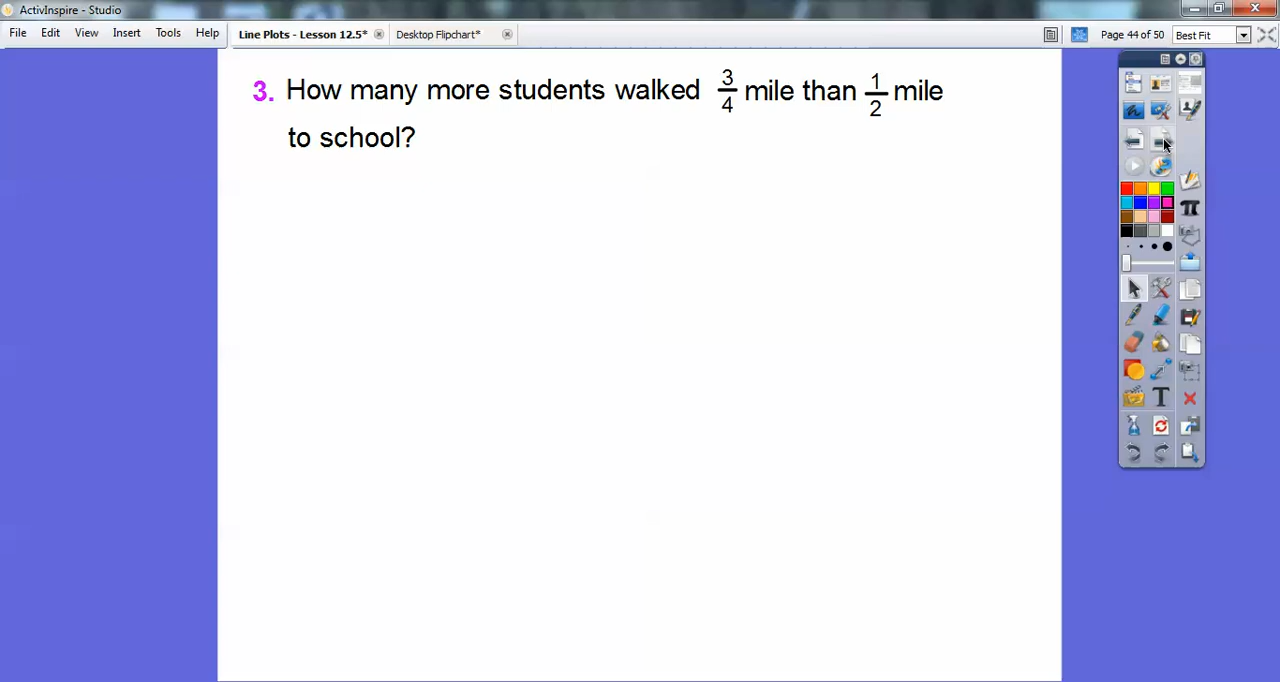 ActivInspire - Studio
File Edit View Insert Tools Help
Line Plots - Lesson 12.5* Desktop Flipchart* Page 44 of 50 Best Fit
3. How many more students walked 3/4 mile than 1/2 mile
to school?